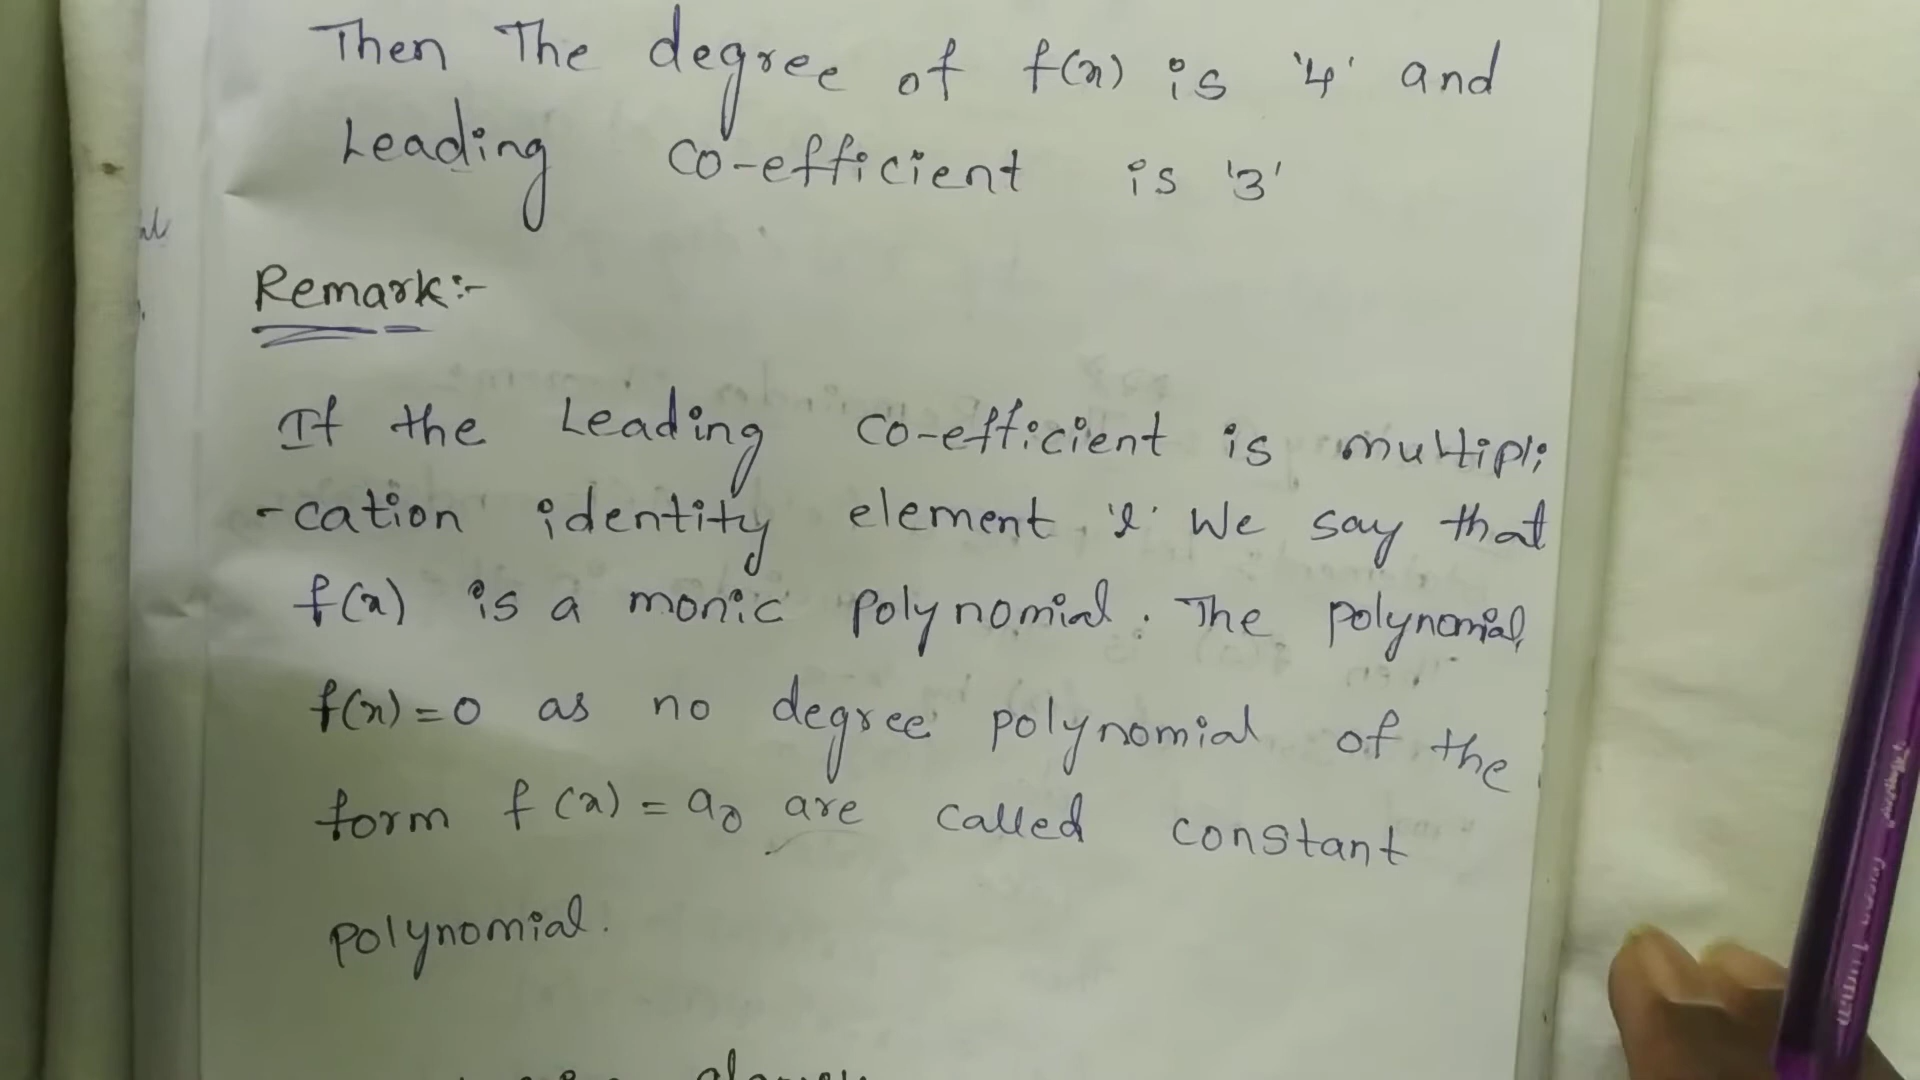 Then The degree of f(x) is '4' and
Leading co-efficient is '3'
Remark:-
If the Leading co-efficient is multipli
-cation identity element '1' We say that
f(x) is a monic polynomial. The polynomial,
f(x)=0 as no degree polynomial of the
form f(x) = a₀ are called constant
polynomial.